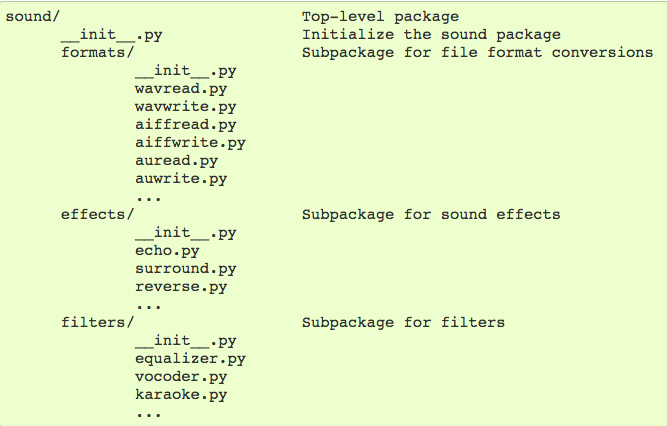 sound/                          Top-level package
      __init__.py               Initialize the sound package
      formats/                  Subpackage for file format conversions
              __init__.py
              wavread.py
              wavwrite.py
              aiffread.py
              aiffwrite.py
              auread.py
              auwrite.py
              ...
      effects/                  Subpackage for sound effects
              __init__.py
              echo.py
              surround.py
              reverse.py
              ...
      filters/                  Subpackage for filters
              __init__.py
              equalizer.py
              vocoder.py
              karaoke.py
              ...